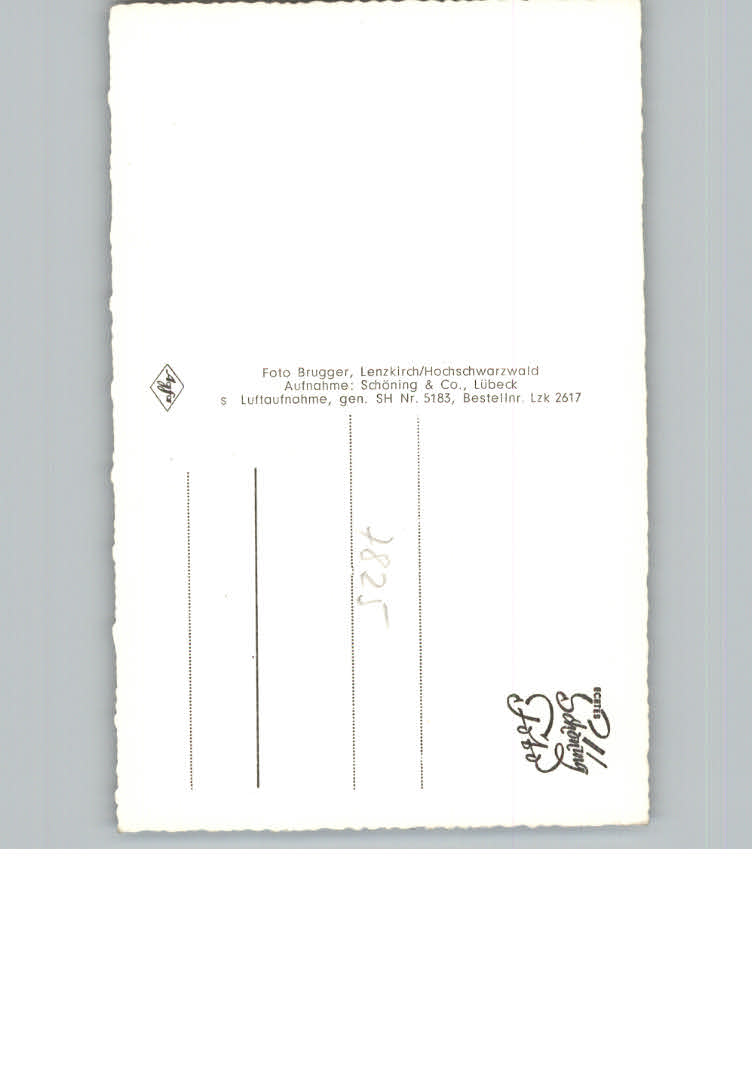 Agfa
Foto Brugger, Lenzkirch/Hochschwarzwald
Aufnahme: Schöning & Co., Lübeck
S Luftaufnahme, gen. SH Nr. 5183, Bestellnr. Lzk 2617
7825
ECHTES
Schöning
Foto